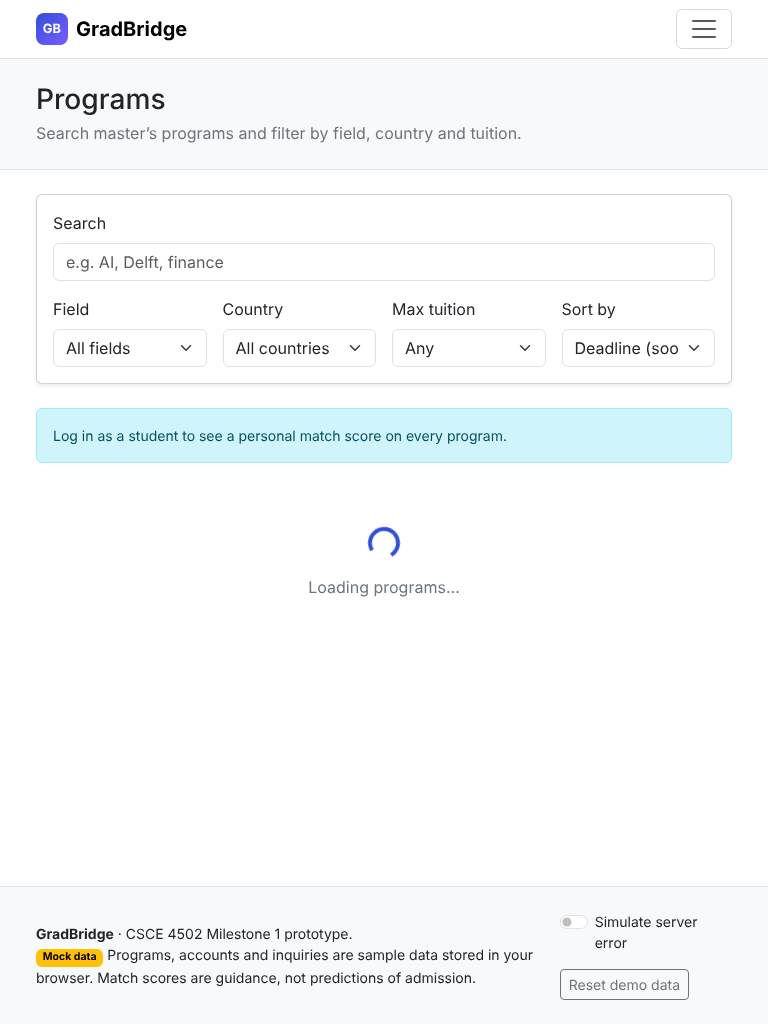 GB GradBridge
Programs
Search master's programs and filter by field, country and tuition.
Search
e.g. AI, Delft, finance
Field Country Max tuition Sort by
All fields All countries Any Deadline (soo
Log in as a student to see a personal match score on every program.
Loading programs...
GradBridge · CSCE 4502 Milestone 1 prototype.
Mock data Programs, accounts and inquiries are sample data stored in your
browser. Match scores are guidance, not predictions of admission.
Simulate server
error
Reset demo data